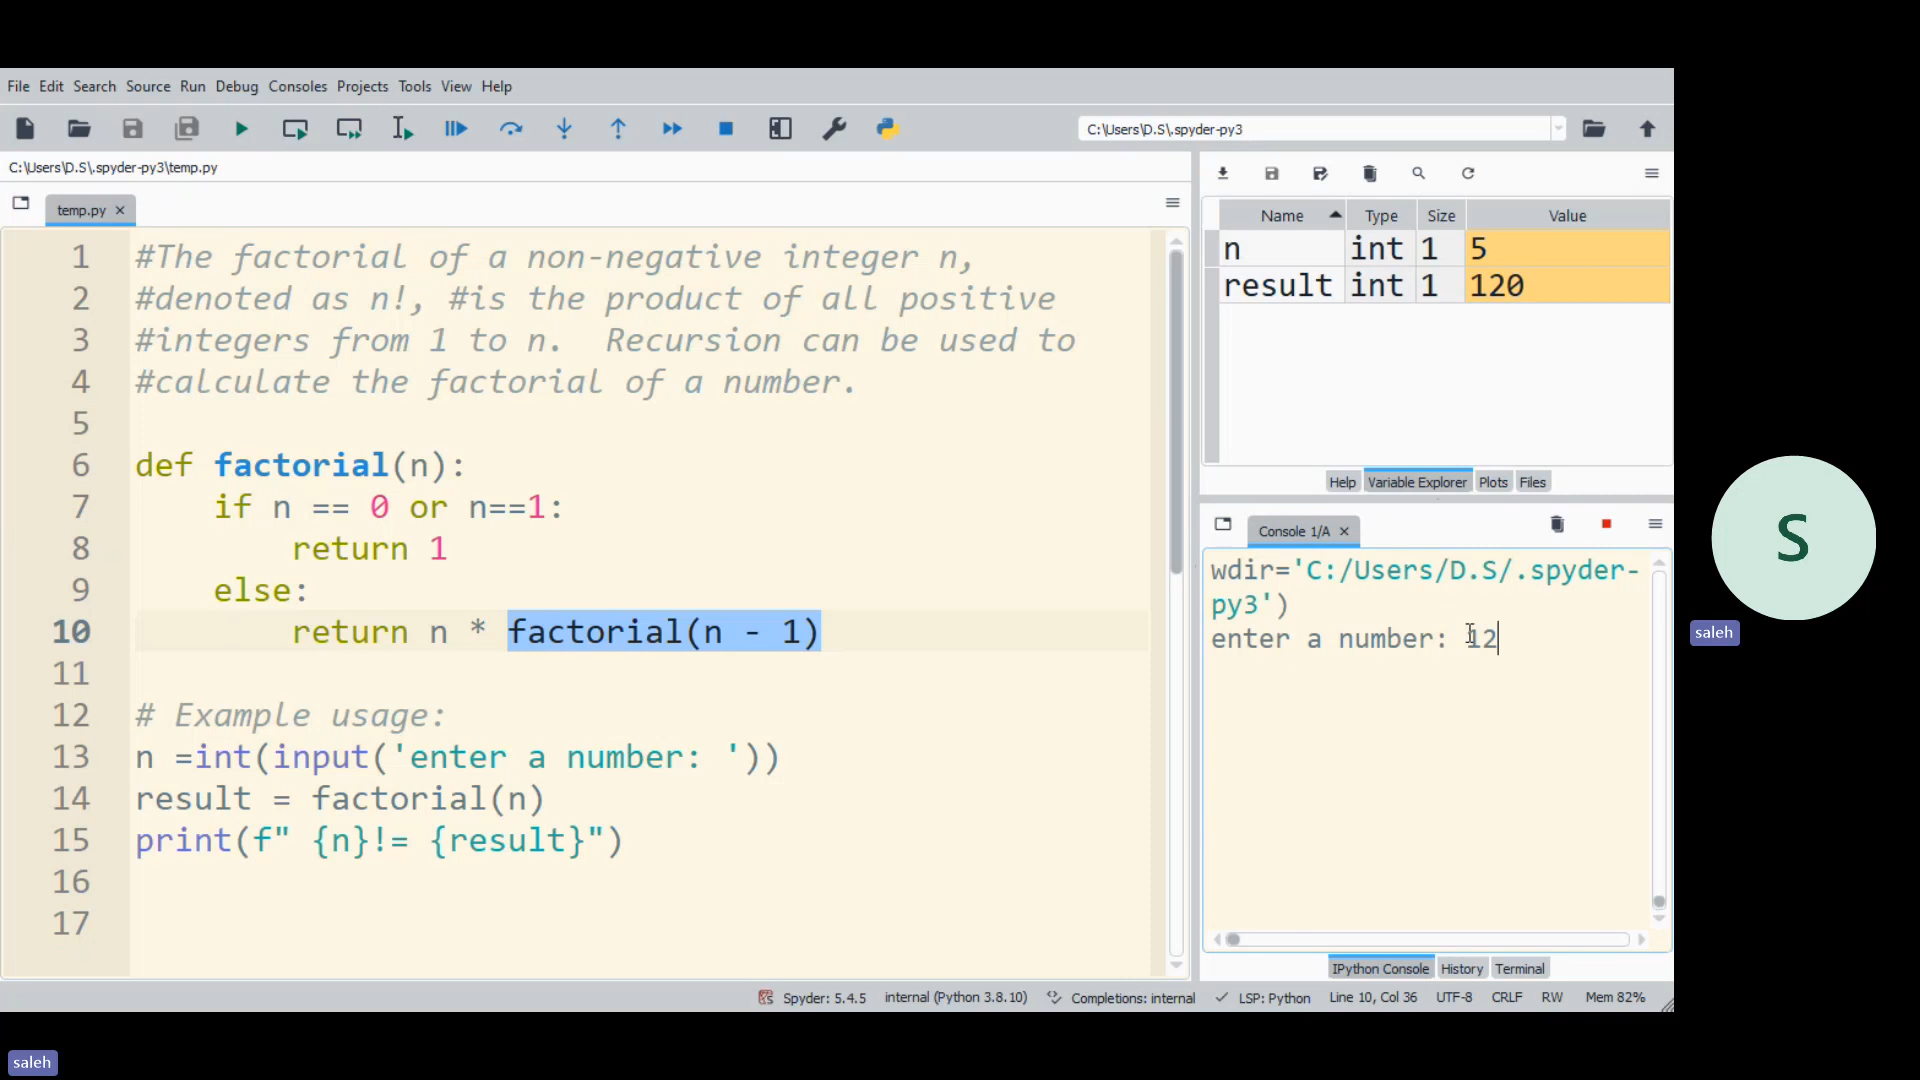 File Edit Search Source Run Debug Consoles Projects Tools View Help
C:\Users\D.S\.spyder-py3
C:\Users\D.S\.spyder-py3\temp.py
temp.py
1 #The factorial of a non-negative integer n,
2 #denoted as n!, #is the product of all positive
3 #integers from 1 to n.  Recursion can be used to
4 #calculate the factorial of a number.
5
6 def factorial(n):
7     if n == 0 or n==1:
8         return 1
9     else:
10         return n * factorial(n - 1)
11
12 # Example usage:
13 n =int(input('enter a number: '))
14 result = factorial(n)
15 print(f" {n}!= {result}")
16
17
Name Type Size Value
n int 1 5
result int 1 120
Help Variable Explorer Plots Files
Console 1/A
wdir='C:/Users/D.S/.spyder-
py3')
enter a number: 12
IPython Console History Terminal
Spyder: 5.4.5 internal (Python 3.8.10) Completions: internal LSP: Python Line 10, Col 36 UTF-8 CRLF RW Mem 82%
S
saleh
saleh